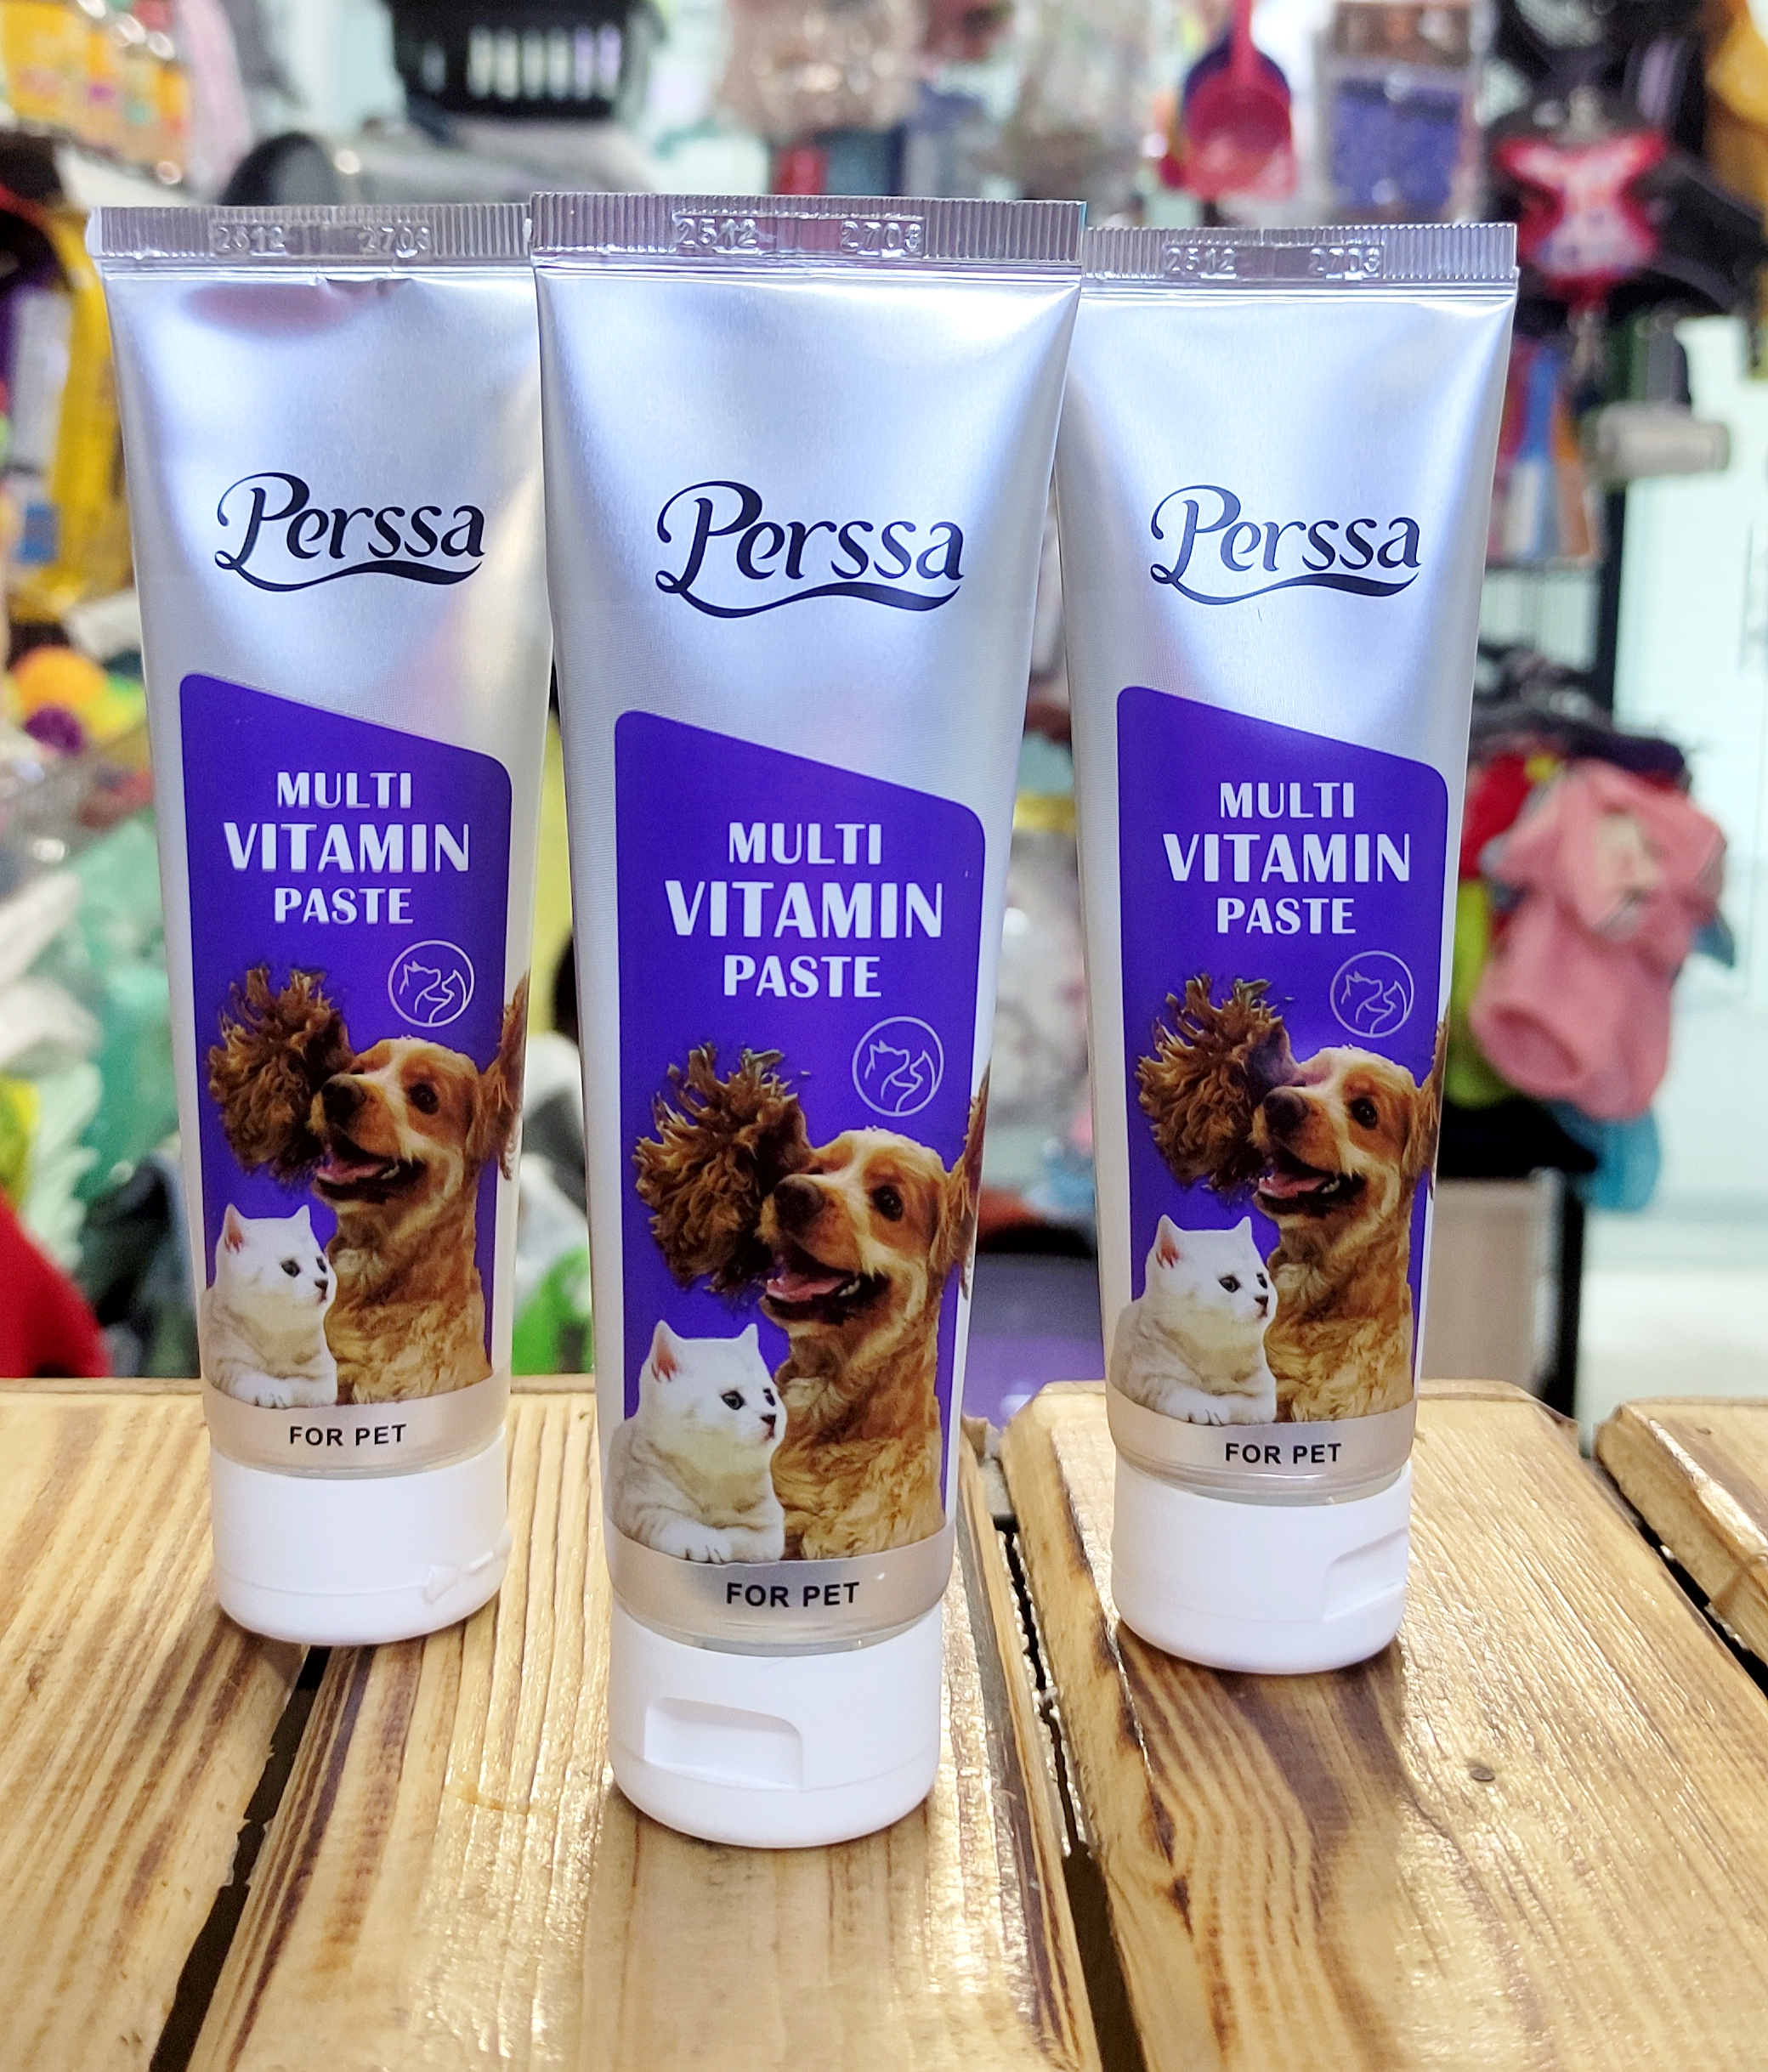 2512 2703
Perssa
MULTI
VITAMIN
PASTE
FOR PET
2512 2703
Perssa
MULTI
VITAMIN
PASTE
FOR PET
2512 2703
Perssa
MULTI
VITAMIN
PASTE
FOR PET